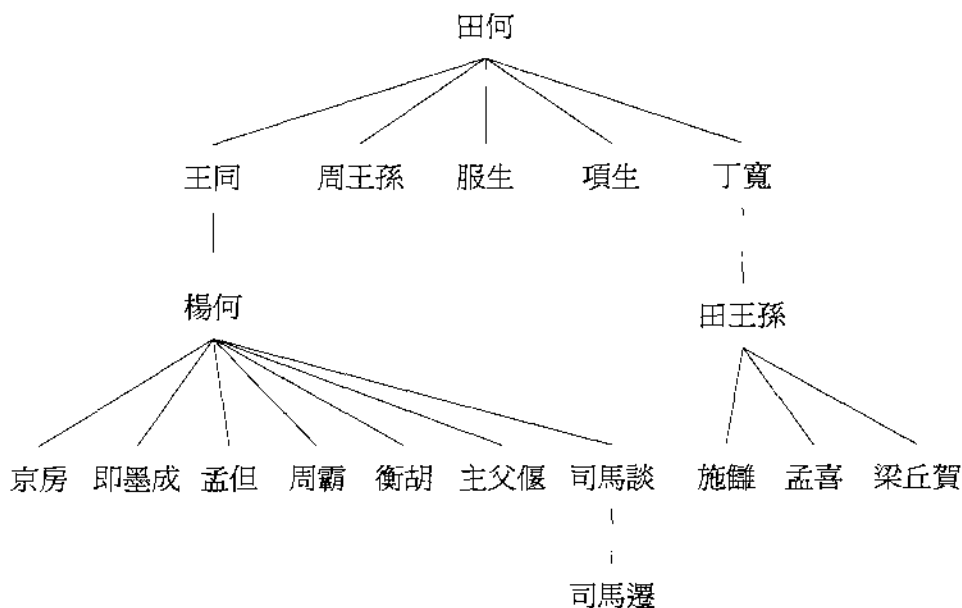 田何
王同 周王孫 服生 項生 丁寬
楊何 田王孫
京房 即墨成 孟但 周霸 衡胡 主父偃 司馬談 施讎 孟喜 梁丘賀
司馬遷